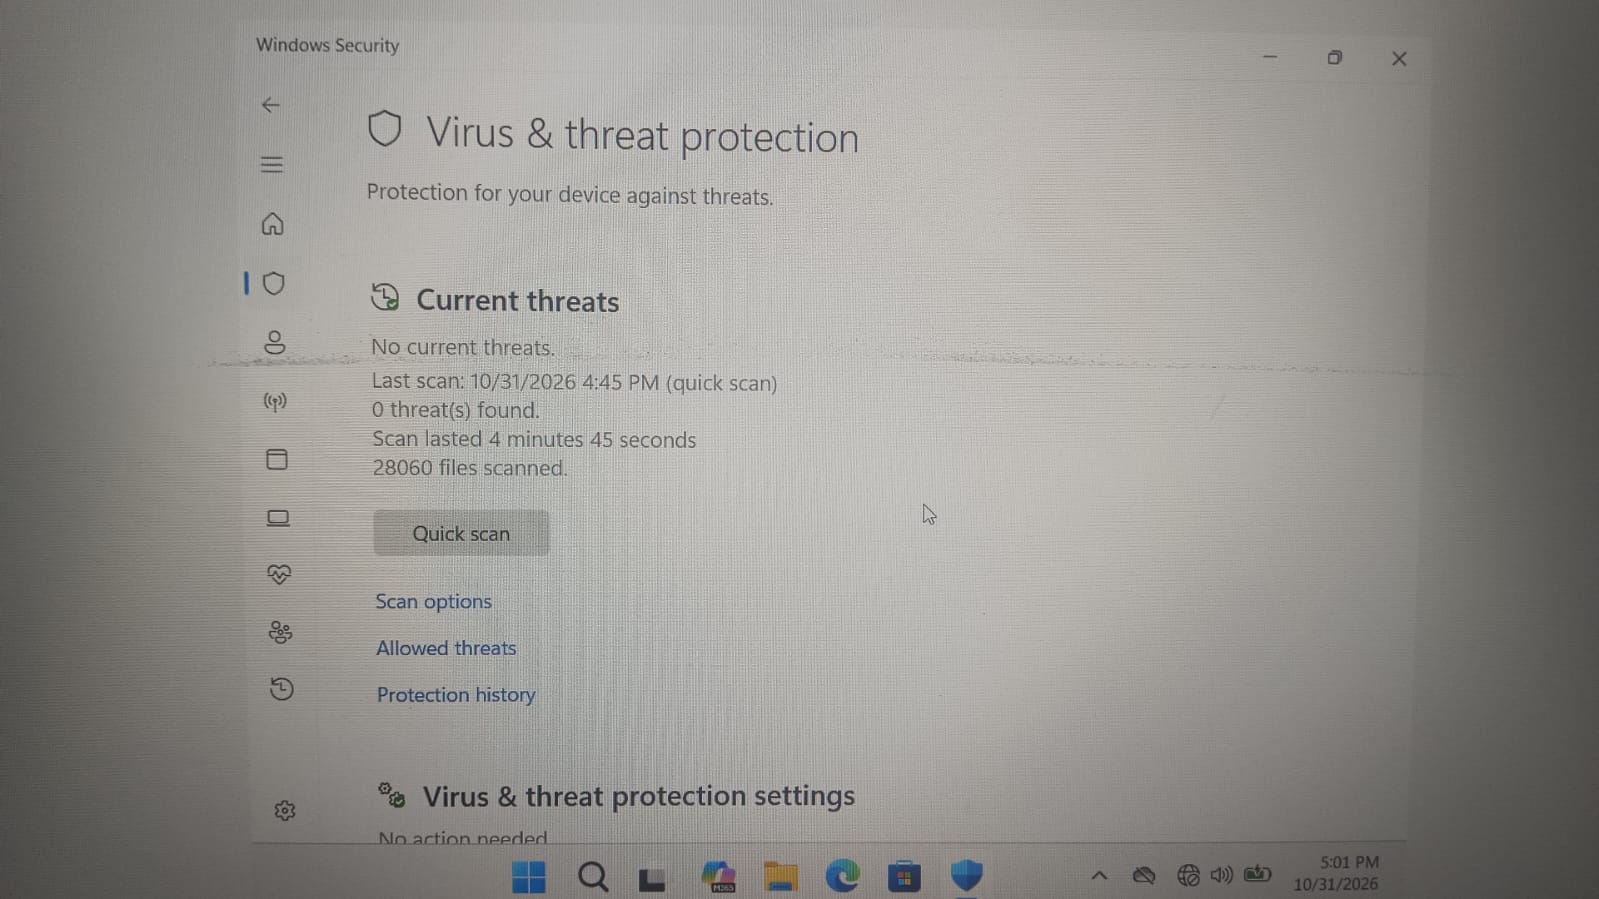 Windows Security
Virus & threat protection
Protection for your device against threats.
Current threats
No current threats.
Last scan: 10/31/2026 4:45 PM (quick scan)
0 threat(s) found.
Scan lasted 4 minutes 45 seconds
28060 files scanned.
Quick scan
Scan options
Allowed threats
Protection history
Virus & threat protection settings
No action needed
M365
5:01 PM
10/31/2026